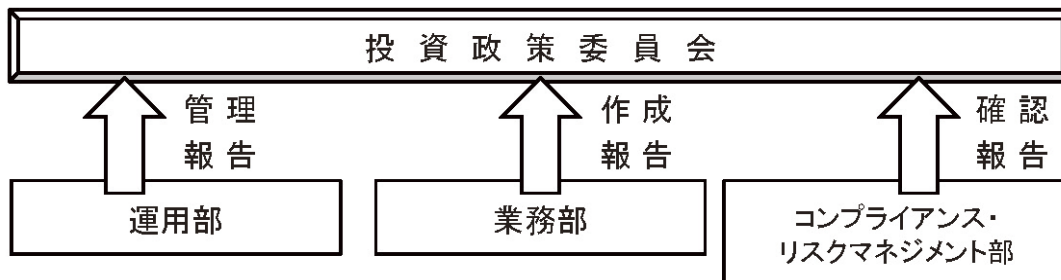 投資政策委員会
管理
報告
作成
報告
確認
報告
運用部
業務部
コンプライアンス・
リスクマネジメント部